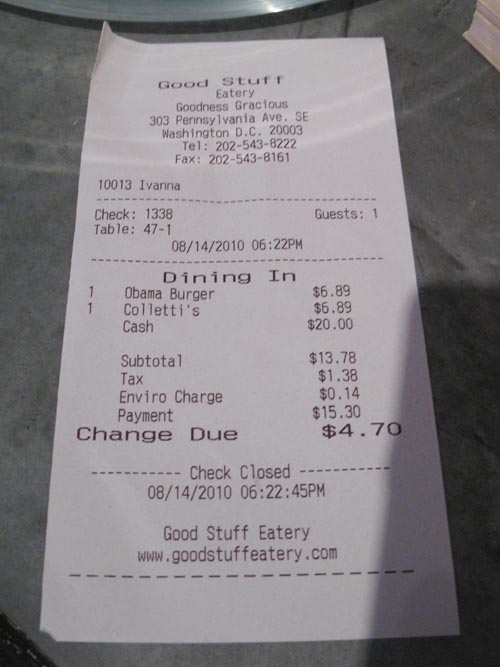 Good Stuff
Eatery
Goodness Gracious
303 Pennsylvania Ave. SE
Washington D.C. 20003
Tel: 202-543-8222
Fax: 202-543-8161
10013 Ivanna
Check: 1338 Guests: 1
Table: 47-1
08/14/2010 06:22PM
Dining In
1 Obama Burger $6.89
1 Colletti's $6.89
Cash $20.00
Subtotal $13.78
Tax $1.38
Enviro Charge $0.14
Payment $15.30
Change Due $4.70
---------- Check Closed ----------
08/14/2010 06:22:45PM
Good Stuff Eatery
www.goodstuffeatery.com